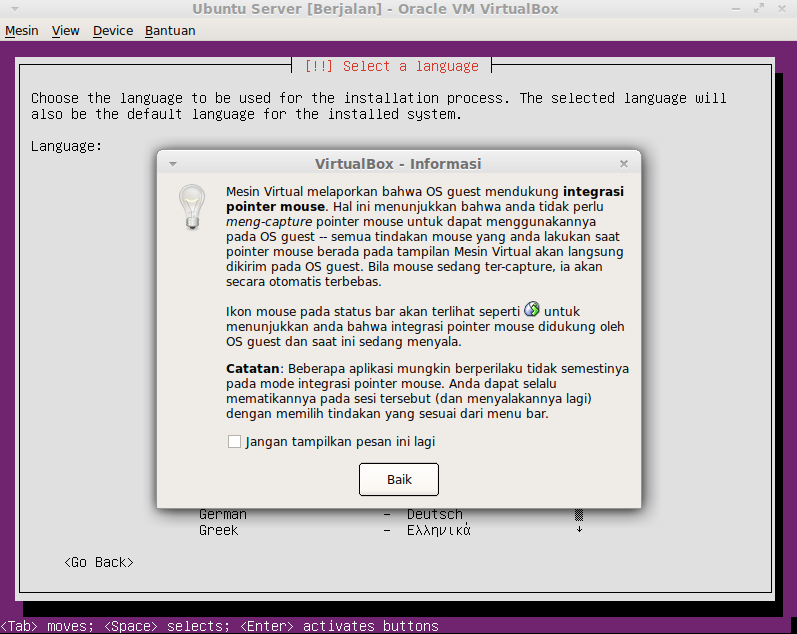 Ubuntu Server [Berjalan] - Oracle VM VirtualBox
Mesin View Device Bantuan
[!!] Select a language
Choose the language to be used for the installation process. The selected language will
also be the default language for the installed system.
Language:
VirtualBox - Informasi
Mesin Virtual melaporkan bahwa OS guest mendukung integrasi
pointer mouse. Hal ini menunjukkan bahwa anda tidak perlu
meng-capture pointer mouse untuk dapat menggunakannya
pada OS guest -- semua tindakan mouse yang anda lakukan saat
pointer mouse berada pada tampilan Mesin Virtual akan langsung
dikirim pada OS guest. Bila mouse sedang ter-capture, ia akan
secara otomatis terbebas.
Ikon mouse pada status bar akan terlihat seperti untuk
menunjukkan anda bahwa integrasi pointer mouse didukung oleh
OS guest dan saat ini sedang menyala.
Catatan: Beberapa aplikasi mungkin berperilaku tidak semestinya
pada mode integrasi pointer mouse. Anda dapat selalu
mematikannya pada sesi tersebut (dan menyalakannya lagi)
dengan memilih tindakan yang sesuai dari menu bar.
Jangan tampilkan pesan ini lagi
Baik
German - Deutsch
Greek - Ελληνικά
<Go Back>
<Tab> moves; <Space> selects; <Enter> activates buttons